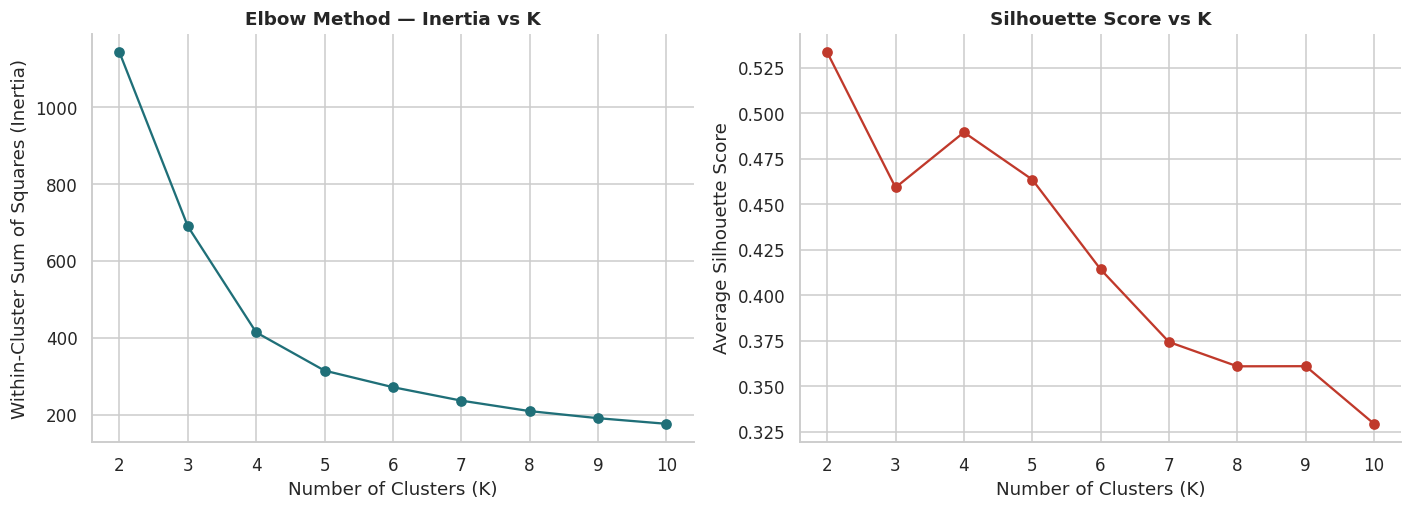 Elbow Method — Inertia vs K
Within-Cluster Sum of Squares (Inertia)
1000
800
600
400
200
2 3 4 5 6 7 8 9 10
Number of Clusters (K)
Silhouette Score vs K
Average Silhouette Score
0.525
0.500
0.475
0.450
0.425
0.400
0.375
0.350
0.325
2 3 4 5 6 7 8 9 10
Number of Clusters (K)